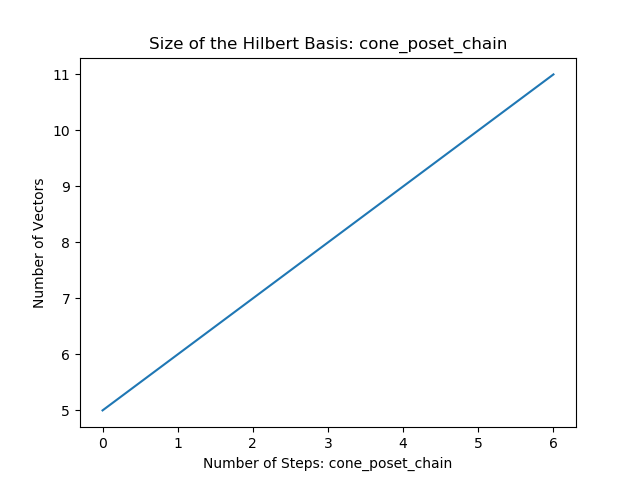 Size of the Hilbert Basis: cone_poset_chain
Number of Vectors
11
10
9
8
7
6
5
0 1 2 3 4 5 6
Number of Steps: cone_poset_chain